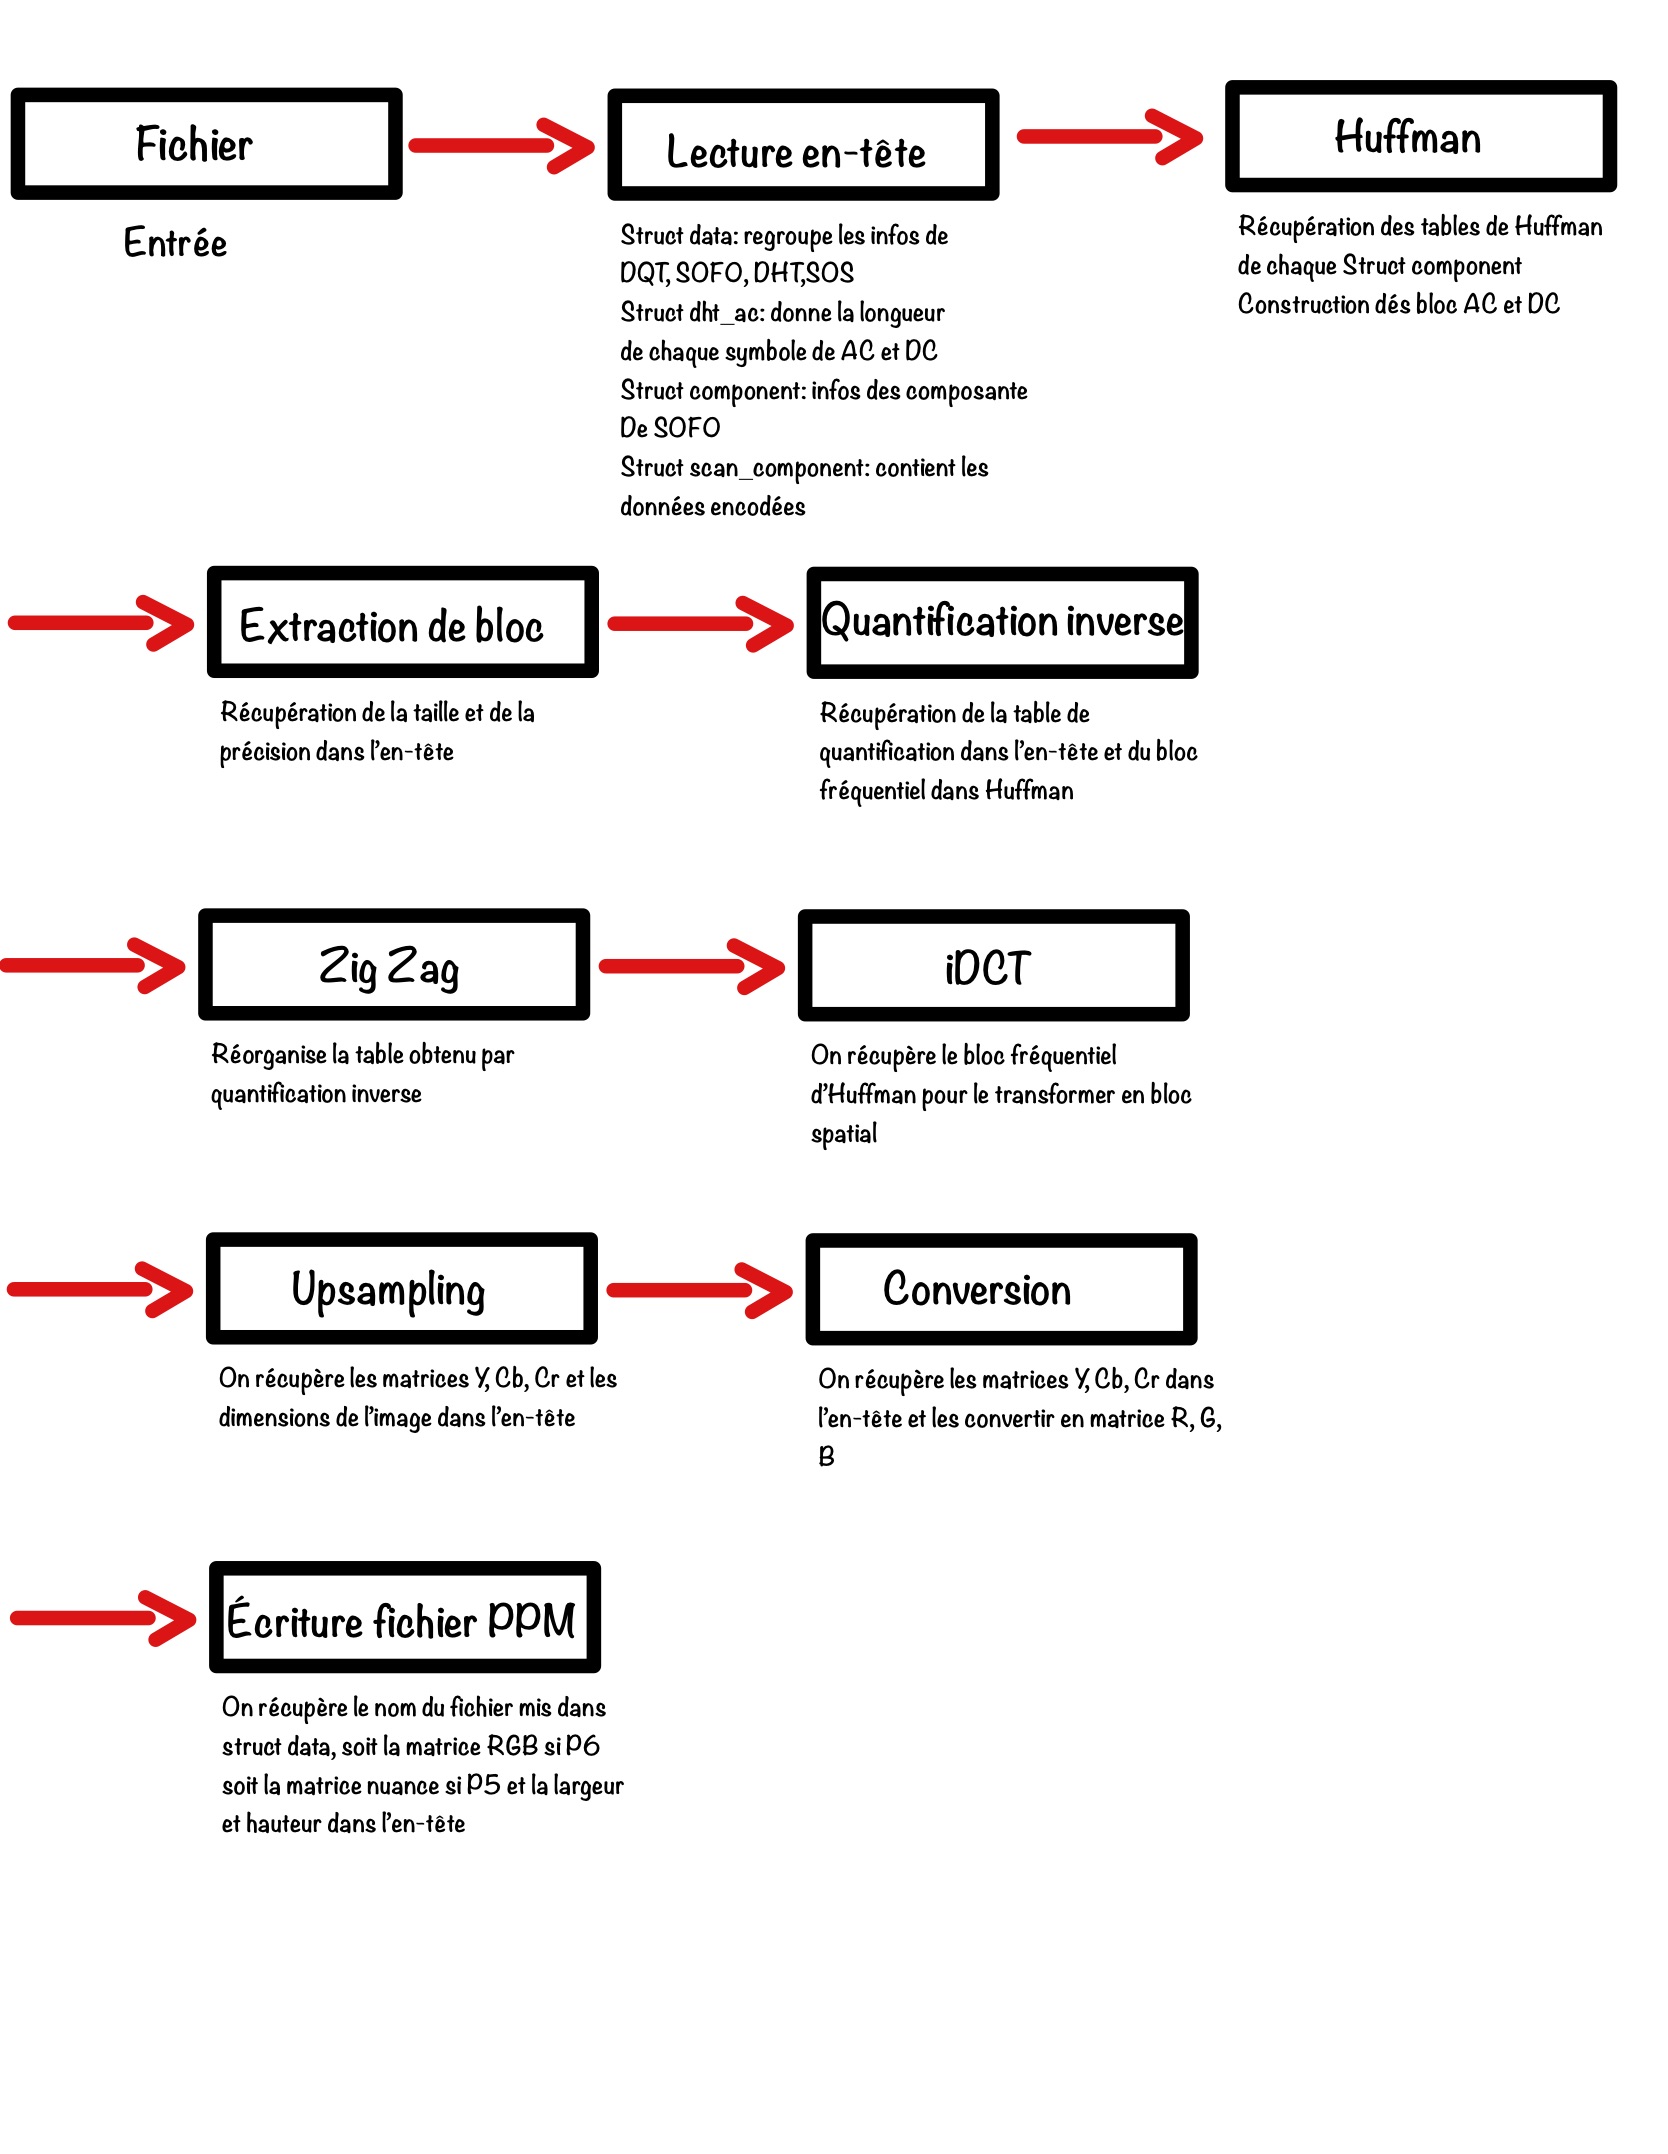 Fichier
Entrée
Lecture en-tête
Struct data: regroupe les infos de
DQT, SOFO, DHT,SOS
Struct dht_ac: donne la longueur
de chaque symbole de AC et DC
Struct component: infos des composante
De SOFO
Struct scan_component: contient les
données encodées
Huffman
Récupération des tables de Huffman
de chaque Struct component
Construction dés bloc AC et DC
Extraction de bloc
Récupération de la taille et de la
précision dans l'en-tête
Quantification inverse
Récupération de la table de
quantification dans l'en-tête et du bloc
fréquentiel dans Huffman
Zig Zag
Réorganise la table obtenu par
quantification inverse
iDCT
On récupère le bloc fréquentiel
d'Huffman pour le transformer en bloc
spatial
Upsampling
On récupère les matrices Y, Cb, Cr et les
dimensions de l'image dans l'en-tête
Conversion
On récupère les matrices Y, Cb, Cr dans
l'en-tête et les convertir en matrice R, G,
B
Écriture fichier PPM
On récupère le nom du fichier mis dans
struct data, soit la matrice RGB si P6
soit la matrice nuance si P5 et la largeur
et hauteur dans l'en-tête